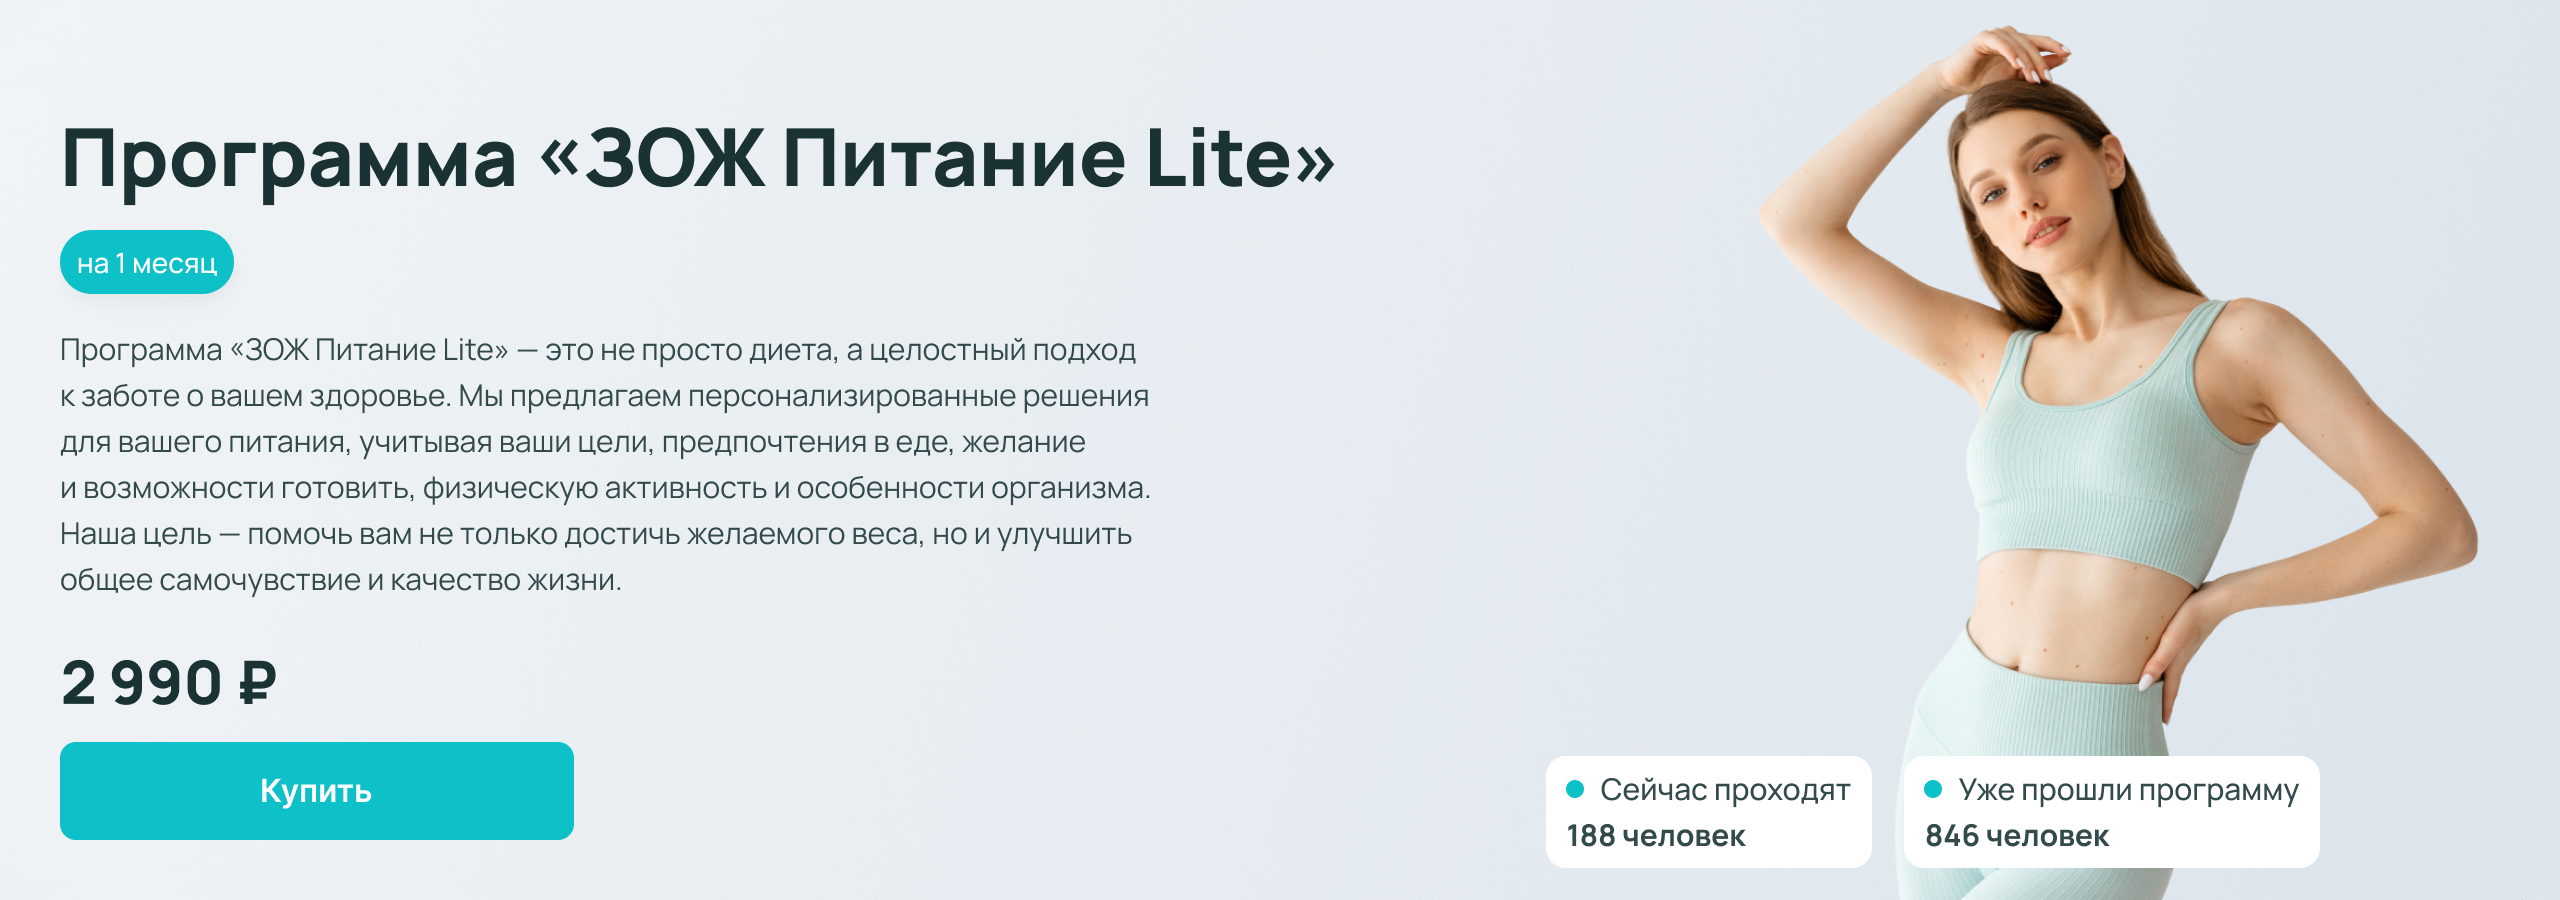 Программа «ЗОЖ Питание Lite»
на 1 месяц
Программа «ЗОЖ Питание Lite» — это не просто диета, а целостный подход
к заботе о вашем здоровье. Мы предлагаем персонализированные решения
для вашего питания, учитывая ваши цели, предпочтения в еде, желание
и возможности готовить, физическую активность и особенности организма.
Наша цель — помочь вам не только достичь желаемого веса, но и улучшить
общее самочувствие и качество жизни.
2 990 ₽
Купить
Сейчас проходят
188 человек
Уже прошли программу
846 человек